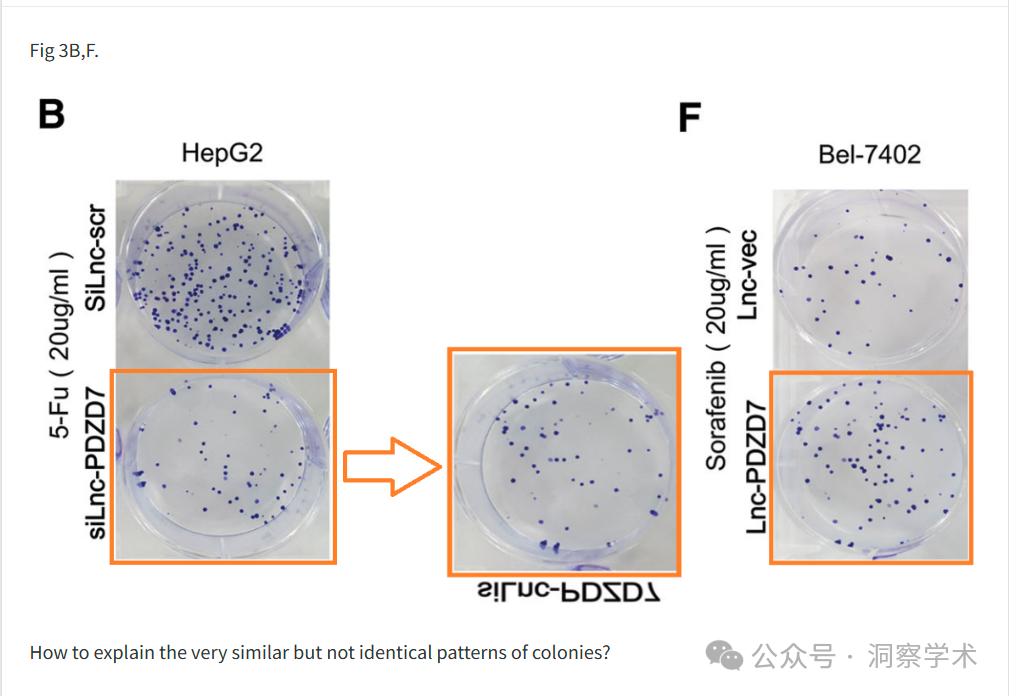 Fig 3B,F.
B
F
HepG2
Bel-7402
5-Fu ( 20ug/ml )
SiLnc-scr
siLnc-PDZD7
siLnc-PDZD7
Sorafenib ( 20ug/ml )
Lnc-vec
Lnc-PDZD7
How to explain the very similar but not identical patterns of colonies?
公众号 · 洞察学术